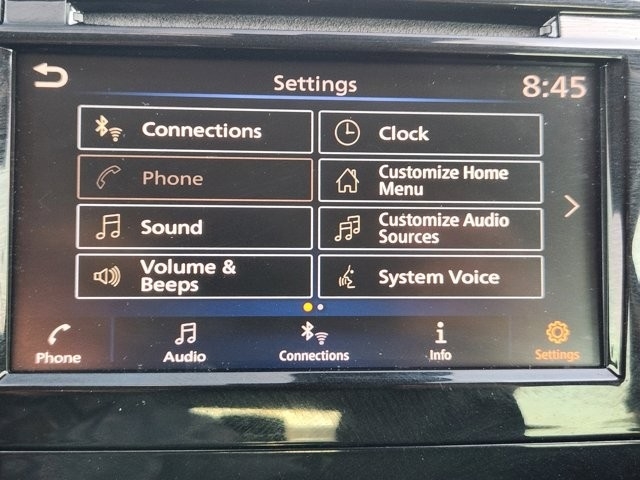 Settings
8:45
Connections
Clock
Phone
Customize Home
Menu
Sound
Customize Audio
Sources
Volume &
Beeps
System Voice
Phone
Audio
Connections
Info
Settings